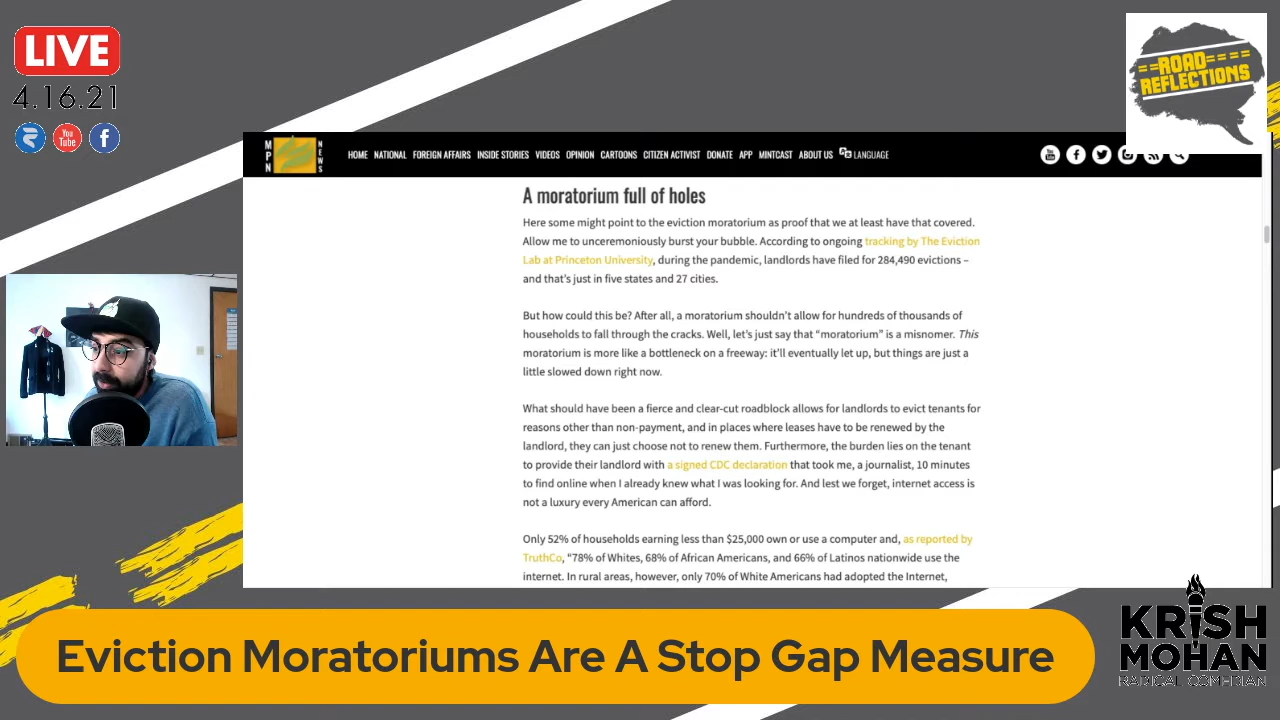 LIVE
4.16.21
You
Tube
==ROAD====
REFLECTIONS
MPN
NEWS
HOME NATIONAL FOREIGN AFFAIRS INSIDE STORIES VIDEOS OPINION CARTOONS CITIZEN ACTIVIST DONATE APP MINTCAST ABOUT US LANGUAGE
A moratorium full of holes
Here some might point to the eviction moratorium as proof that we at least have that covered.
Allow me to unceremoniously burst your bubble. According to ongoing tracking by The Eviction
Lab at Princeton University, during the pandemic, landlords have filed for 284,490 evictions –
and that's just in five states and 27 cities.
But how could this be? After all, a moratorium shouldn't allow for hundreds of thousands of
households to fall through the cracks. Well, let's just say that “moratorium” is a misnomer. This
moratorium is more like a bottleneck on a freeway: it'll eventually let up, but things are just a
little slowed down right now.
What should have been a fierce and clear-cut roadblock allows for landlords to evict tenants for
reasons other than non-payment, and in places where leases have to be renewed by the
landlord, they can just choose not to renew them. Furthermore, the burden lies on the tenant
to provide their landlord with a signed CDC declaration that took me, a journalist, 10 minutes
to find online when I already knew what I was looking for. And lest we forget, internet access is
not a luxury every American can afford.
Only 52% of households earning less than $25,000 own or use a computer and, as reported by
TruthCo, “78% of Whites, 68% of African Americans, and 66% of Latinos nationwide use the
internet. In rural areas, however, only 70% of White Americans had adopted the Internet,
Eviction Moratoriums Are A Stop Gap Measure
KRISH
MOHAN
RADICAL COMEDIAN